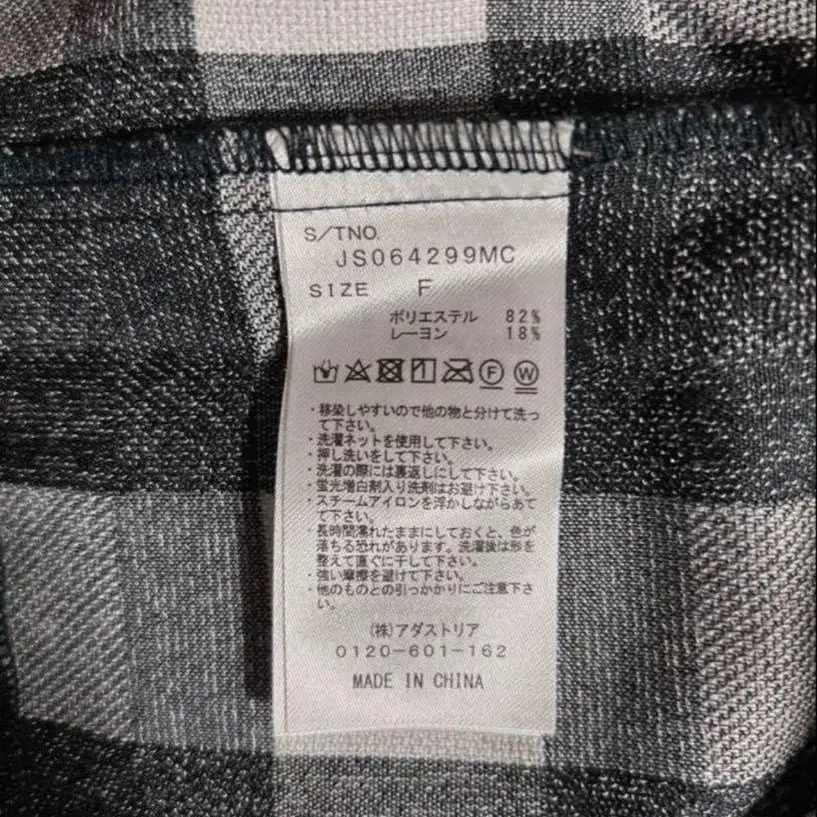 S/TNO.
JS064299MC
SIZE F
ポリエステル 82%
レーヨン 18%
F W
・移染しやすいので他の物と分けて洗っ
て下さい。
・洗濯ネットを使用して下さい。
・押し洗いをして下さい。
・洗濯の際には裏返しにして下さい。
・蛍光増白剤入り洗剤はお避け下さい。
・スチームアイロンを浮かしながらあて
て下さい。
・長時間濡れたままにしておくと、色が
落ちる恐れがあります。洗濯後は形を
整えて直ぐに干して下さい。
・強い摩擦を避けて下さい。
・他のものとの引っかかりにご注意下さ
い。
(株)アダストリア
0120-601-162
MADE IN CHINA